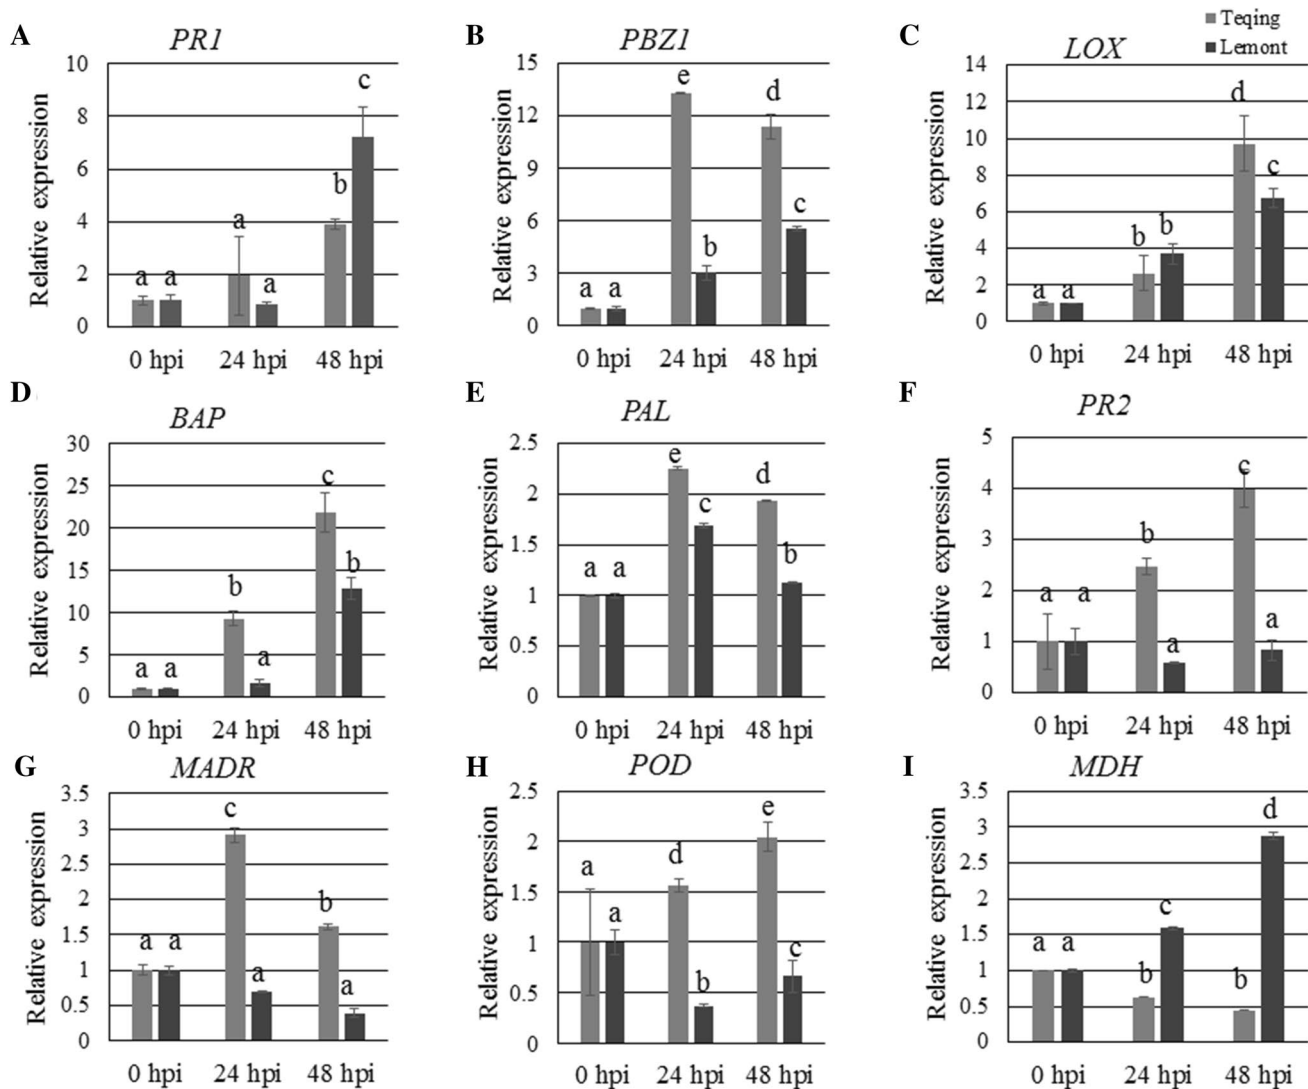 A
PR1
Relative expression
10
8
6
4
2
0
a a
a
a
b
c
0 hpi 24 hpi 48 hpi
B
PBZ1
Relative expression
15
12
9
6
3
0
a a
e
b
d
c
0 hpi 24 hpi 48 hpi
C
LOX
Teqing
Lemont
Relative expression
14
12
10
8
6
4
2
0
a a
b b
d
c
0 hpi 24 hpi 48 hpi
D
BAP
Relative expression
30
25
20
15
10
5
0
a a
b
a
c
b
0 hpi 24 hpi 48 hpi
E
PAL
Relative expression
2.5
2
1.5
1
0.5
0
a a
e
c
d
b
0 hpi 24 hpi 48 hpi
F
PR2
Relative expression
5
4
3
2
1
0
a a
b
a
c
a
0 hpi 24 hpi 48 hpi
G
MADR
Relative expression
3.5
3
2.5
2
1.5
1
0.5
0
a a
c
a
b
a
0 hpi 24 hpi 48 hpi
H
POD
Relative expression
2.5
2
1.5
1
0.5
0
a
a
d
b
e
c
0 hpi 24 hpi 48 hpi
I
MDH
Relative expression
3.5
3
2.5
2
1.5
1
0.5
0
a a
b
c
b
d
0 hpi 24 hpi 48 hpi